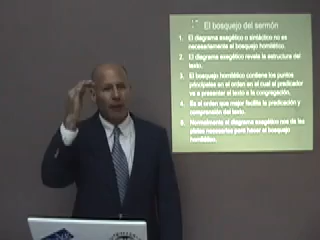 El bosquejo del sermón
1. El diagrama exegético o sintáctico no es
necesariamente el bosquejo homilético.
2. El diagrama exegético revela la estructura del
texto.
3. El bosquejo homilético contiene los puntos
principales en el orden en el cual el predicador
va a presentar el texto a la congregación.
4. Es el orden que mejor facilita la predicación y
comprensión del texto.
5. Normalmente el diagrama exegético nos da las
pistas necesarias para hacer el bosquejo
homilético.